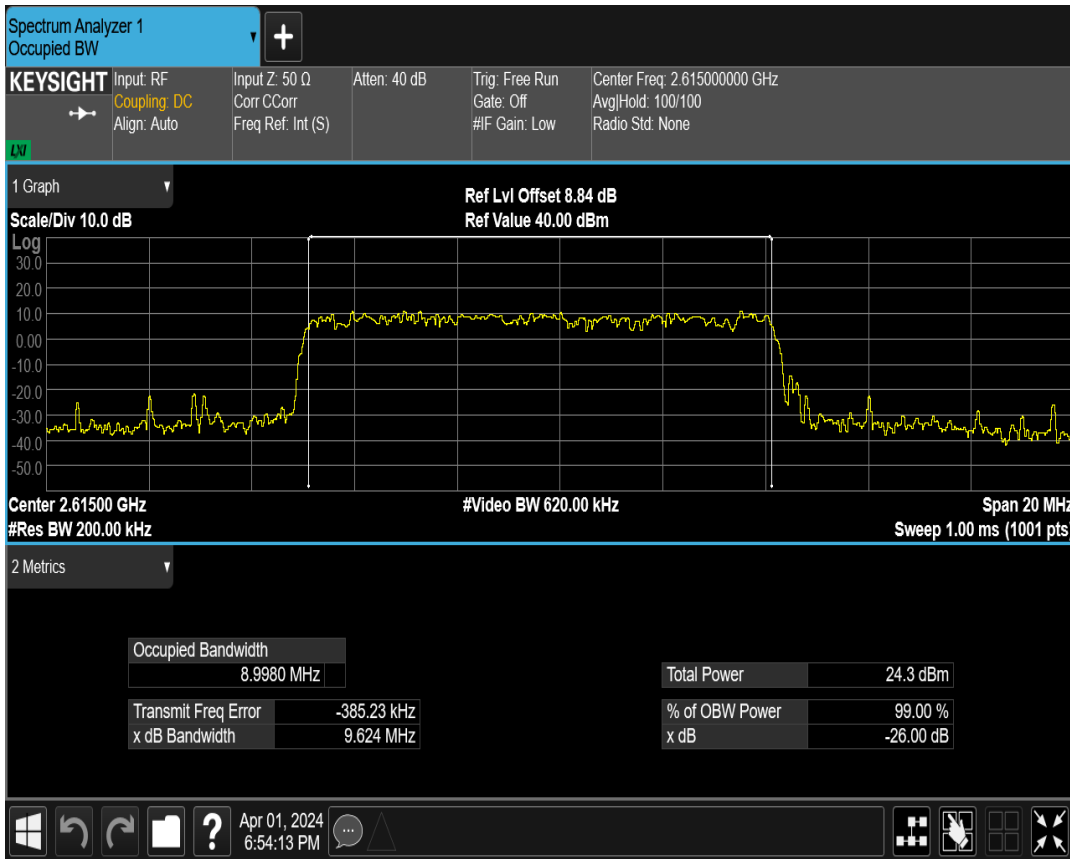 Spectrum Analyzer 1
Occupied BW
+
KEYSIGHT
LXI
Input: RF
Coupling: DC
Align: Auto
Input Z: 50 Ω
Corr CCorr
Freq Ref: Int (S)
Atten: 40 dB
Trig: Free Run
Gate: Off
#IF Gain: Low
Center Freq: 2.615000000 GHz
Avg|Hold: 100/100
Radio Std: None
1 Graph
Scale/Div 10.0 dB
Ref Lvl Offset 8.84 dB
Ref Value 40.00 dBm
Log
30.0
20.0
10.0
0.00
-10.0
-20.0
-30.0
-40.0
-50.0
Center 2.61500 GHz
#Video BW 620.00 kHz
Span 20 MHz
#Res BW 200.00 kHz
Sweep 1.00 ms (1001 pts)
2 Metrics
Occupied Bandwidth
8.9980 MHz
Total Power 24.3 dBm
Transmit Freq Error -385.23 kHz
% of OBW Power 99.00 %
x dB Bandwidth 9.624 MHz
x dB -26.00 dB
?
Apr 01, 2024
6:54:13 PM